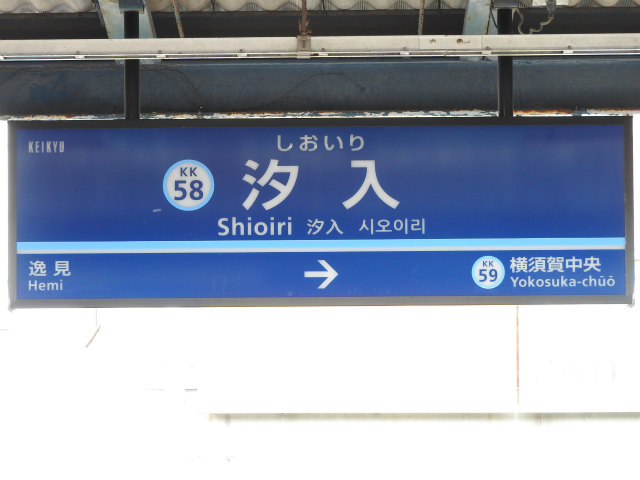 KEIKYU
しおいり
KK 58 汐入
Shioiri 汐入 시오이리
逸見
Hemi
→
KK 59 横須賀中央
Yokosuka-chūō